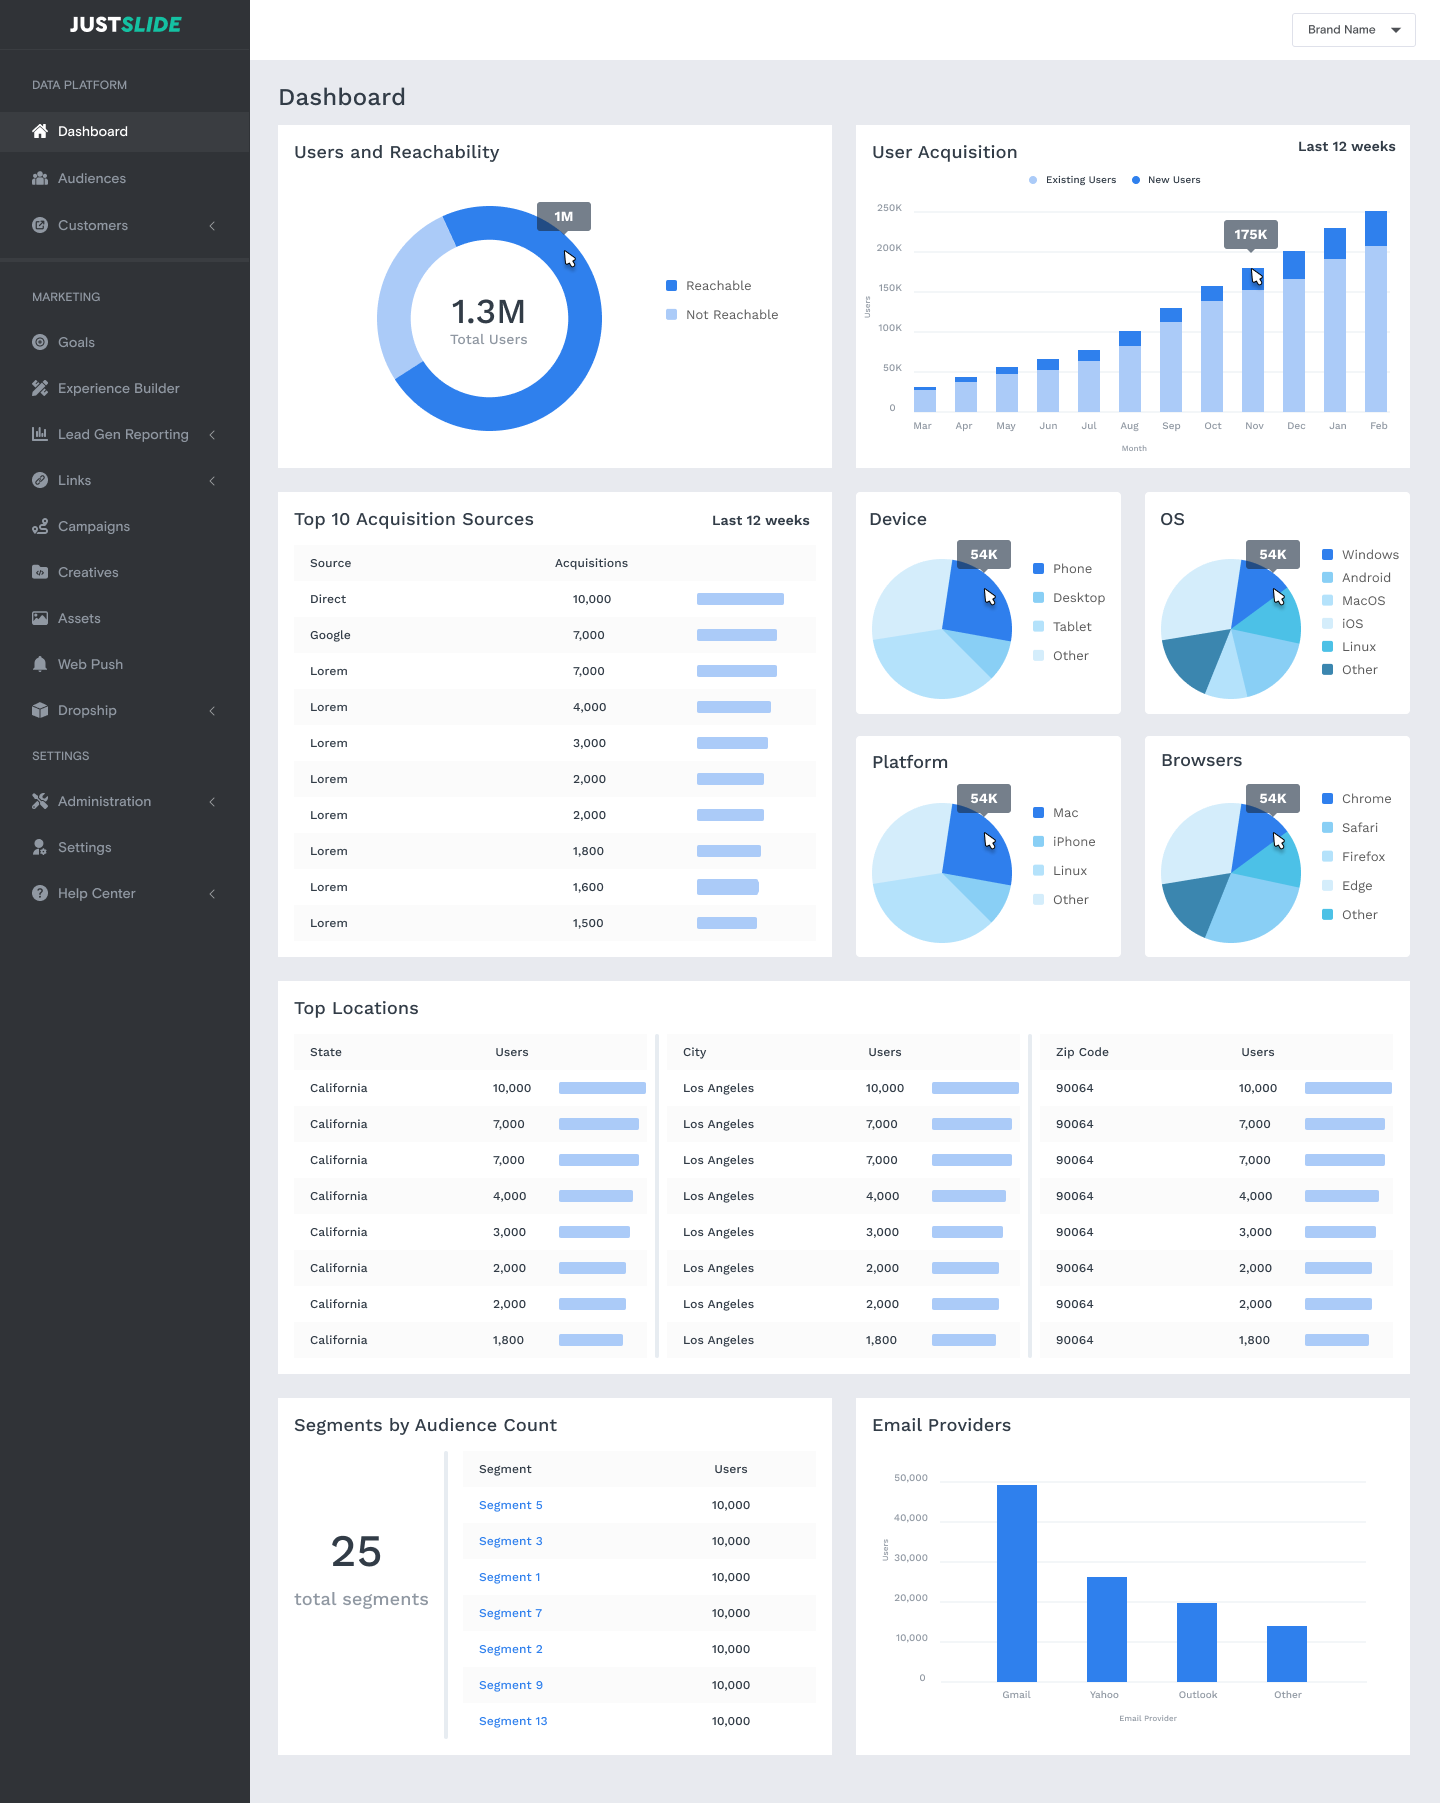 JUSTSLIDE
Brand Name
DATA PLATFORM
Dashboard
Audiences
Customers
MARKETING
Goals
Experience Builder
Lead Gen Reporting
Links
Campaigns
Creatives
Assets
Web Push
Dropship
SETTINGS
Administration
Settings
Help Center
Dashboard
Users and Reachability
1M
1.3M
Total Users
Reachable
Not Reachable
User Acquisition
Last 12 weeks
Existing Users
New Users
250K
200K
150K
100K
50K
0
Users
175K
Mar Apr May Jun Jul Aug Sep Oct Nov Dec Jan Feb
Month
Top 10 Acquisition Sources
Last 12 weeks
Source Acquisitions
Direct 10,000
Google 7,000
Lorem 7,000
Lorem 4,000
Lorem 3,000
Lorem 2,000
Lorem 2,000
Lorem 1,800
Lorem 1,600
Lorem 1,500
Device
54K
Phone
Desktop
Tablet
Other
OS
54K
Windows
Android
MacOS
iOS
Linux
Other
Platform
54K
Mac
iPhone
Linux
Other
Browsers
54K
Chrome
Safari
Firefox
Edge
Other
Top Locations
State Users
California 10,000
California 7,000
California 7,000
California 4,000
California 3,000
California 2,000
California 2,000
California 1,800
City Users
Los Angeles 10,000
Los Angeles 7,000
Los Angeles 7,000
Los Angeles 4,000
Los Angeles 3,000
Los Angeles 2,000
Los Angeles 2,000
Los Angeles 1,800
Zip Code Users
90064 10,000
90064 7,000
90064 7,000
90064 4,000
90064 3,000
90064 2,000
90064 2,000
90064 1,800
Segments by Audience Count
25
total segments
Segment Users
Segment 5 10,000
Segment 3 10,000
Segment 1 10,000
Segment 7 10,000
Segment 2 10,000
Segment 9 10,000
Segment 13 10,000
Email Providers
50,000
40,000
30,000
20,000
10,000
0
Users
Gmail Yahoo Outlook Other
Email Provider